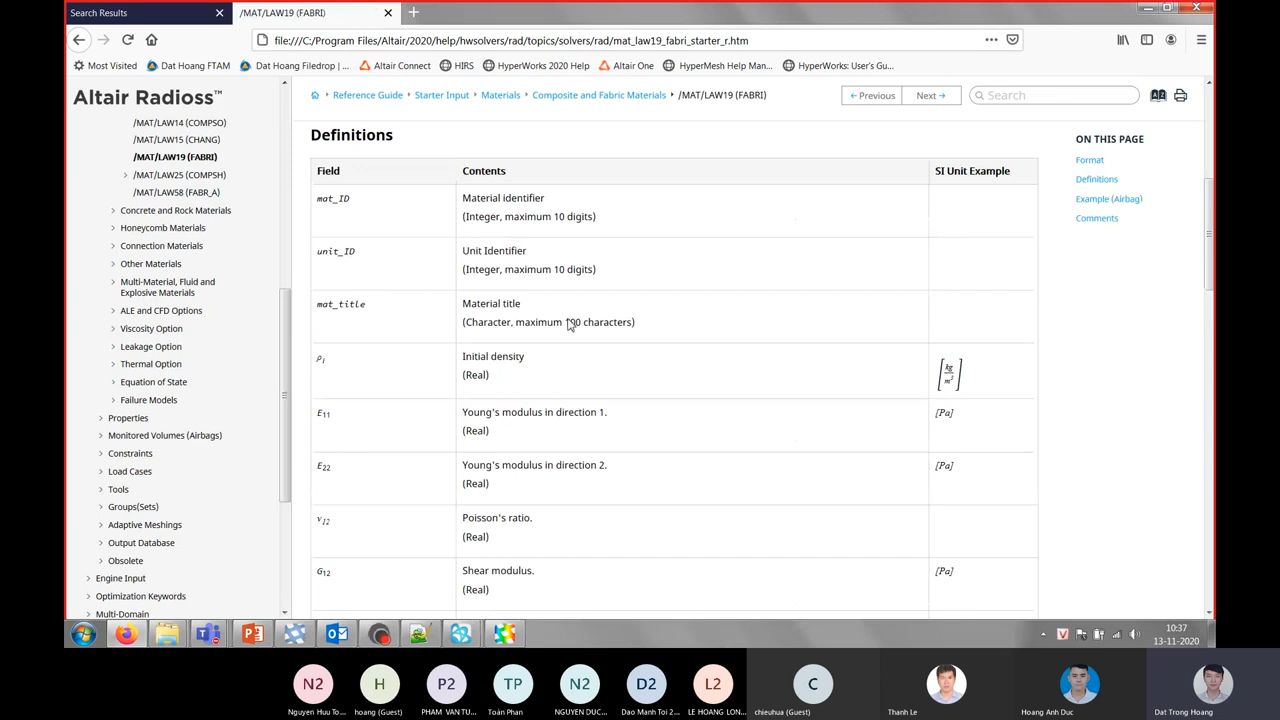 Search Results
/MAT/LAW19 (FABRI)
file:///C:/Program Files/Altair/2020/help/hwsolvers/rad/topics/solvers/rad/mat_law19_fabri_starter_r.htm
Most Visited
Dat Hoang FTAM
Dat Hoang Filedrop |...
Altair Connect
HIRS
HyperWorks 2020 Help
Altair One
HyperMesh Help Man...
HyperWorks: User's Gu...
Altair Radioss™
/MAT/LAW14 (COMPSO)
/MAT/LAW15 (CHANG)
/MAT/LAW19 (FABRI)
/MAT/LAW25 (COMPSH)
/MAT/LAW58 (FABR_A)
Concrete and Rock Materials
Honeycomb Materials
Connection Materials
Other Materials
Multi-Material, Fluid and
Explosive Materials
ALE and CFD Options
Viscosity Option
Leakage Option
Thermal Option
Equation of State
Failure Models
Properties
Monitored Volumes (Airbags)
Constraints
Load Cases
Tools
Groups(Sets)
Adaptive Meshings
Output Database
Obsolete
Engine Input
Optimization Keywords
Multi-Domain
Reference Guide
Starter Input
Materials
Composite and Fabric Materials
/MAT/LAW19 (FABRI)
Previous
Next
Search
Definitions
Field Contents SI Unit Example
mat_ID Material identifier
(Integer, maximum 10 digits)
unit_ID Unit Identifier
(Integer, maximum 10 digits)
mat_title Material title
(Character, maximum 100 characters)
ρi Initial density [kg/m³]
(Real)
E11 Young's modulus in direction 1. [Pa]
(Real)
E22 Young's modulus in direction 2. [Pa]
(Real)
ν12 Poisson's ratio.
(Real)
G12 Shear modulus. [Pa]
(Real)
ON THIS PAGE
Format
Definitions
Example (Airbag)
Comments
10:37
13-11-2020
N2
H
P2
TP
N2
D2
L2
C
Nguyen Huu To...
hoang (Guest)
PHAM VAN TU...
Toàn Phan
NGUYEN DUC...
Dao Manh Toi 2...
LE HOANG LON...
chieuhua (Guest)
Thanh Le
Hoang Anh Duc
Dat Trong Hoang